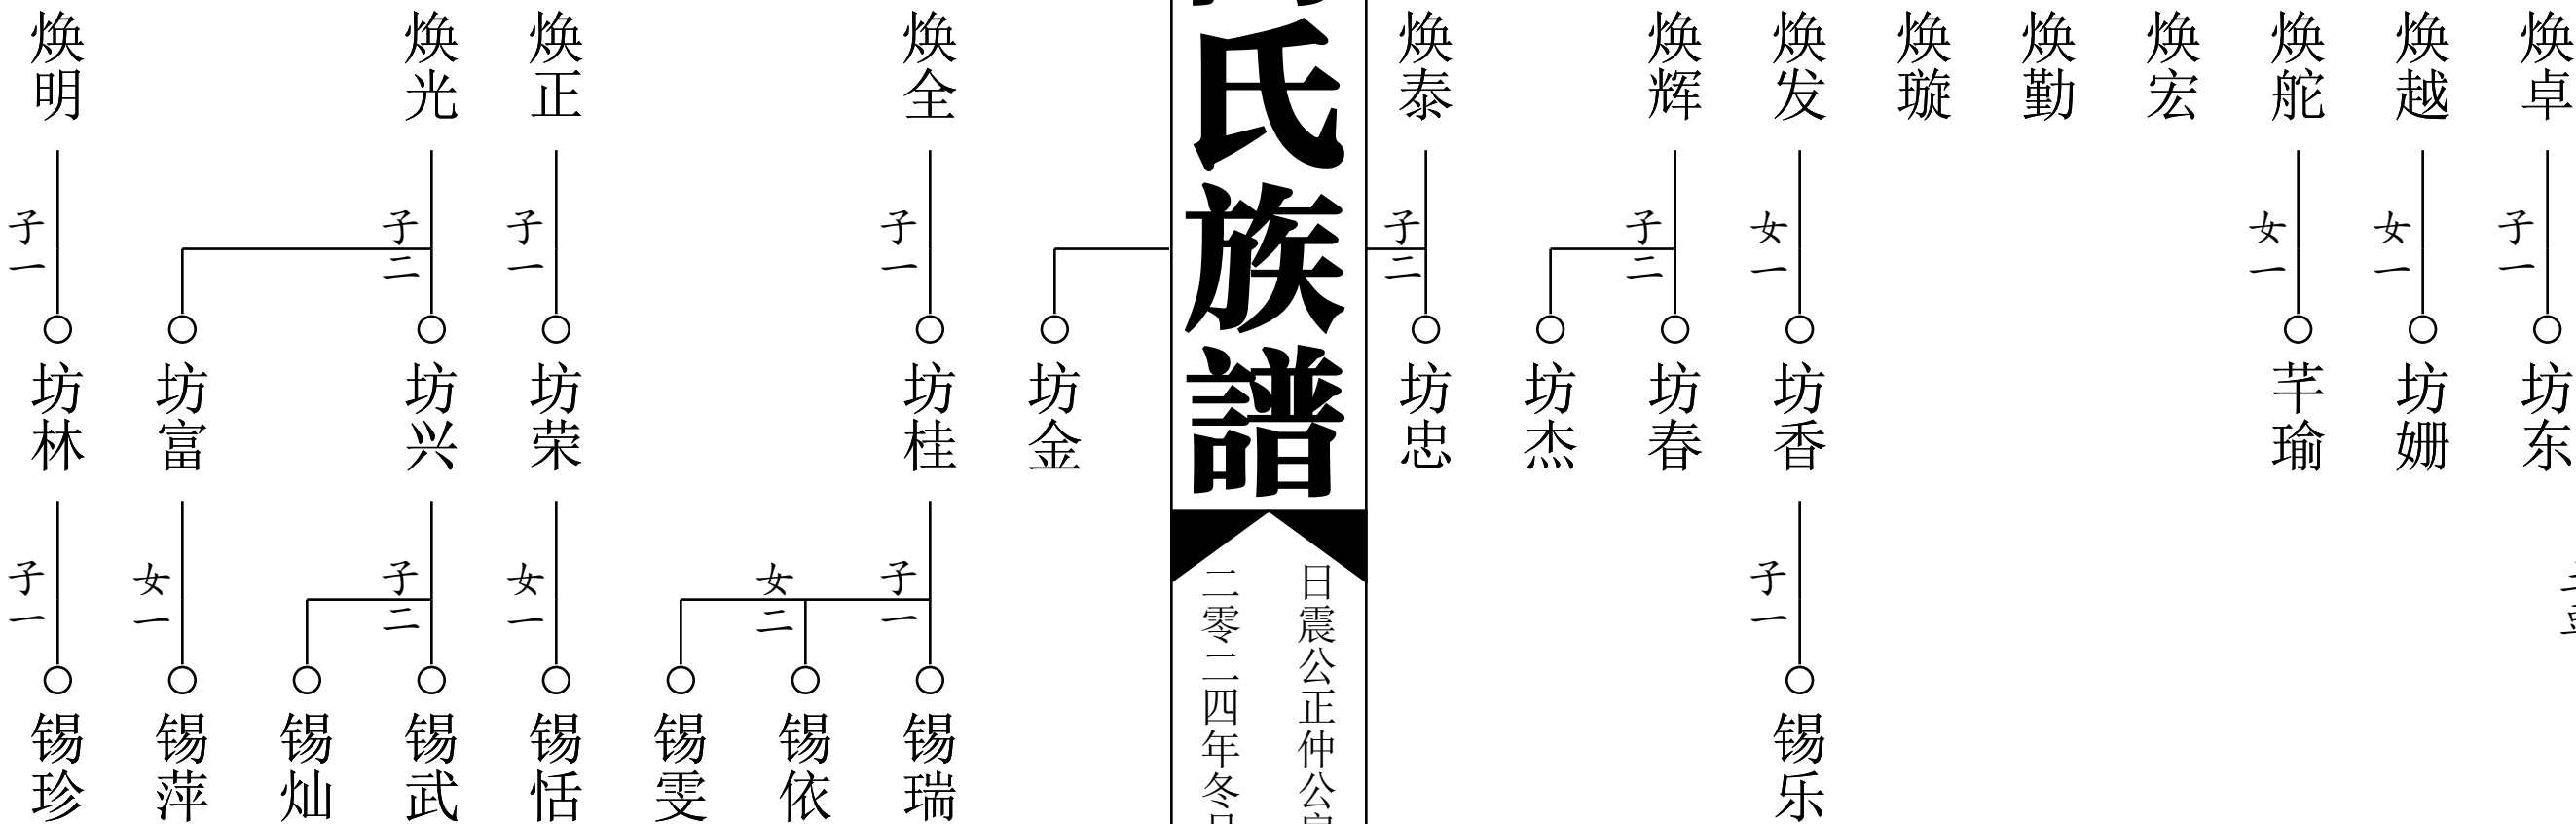 焕卓
焕越
焕舵
焕宏
焕勤
焕璇
焕发
焕辉
焕泰
子一
女一
女一
女一
子二
子二
坊东
坊姗
芊瑜
坊香
坊春
坊杰
坊忠
子一
锡乐
氏族譜
日震公正仲公
二零二四年冬
焕全
焕正
焕光
焕明
子一
子一
子二
子一
坊金
坊桂
坊荣
坊兴
坊富
坊林
子一
女二
女一
子二
女一
子一
锡瑞
锡依
锡雯
锡恬
锡武
锡灿
锡萍
锡珍